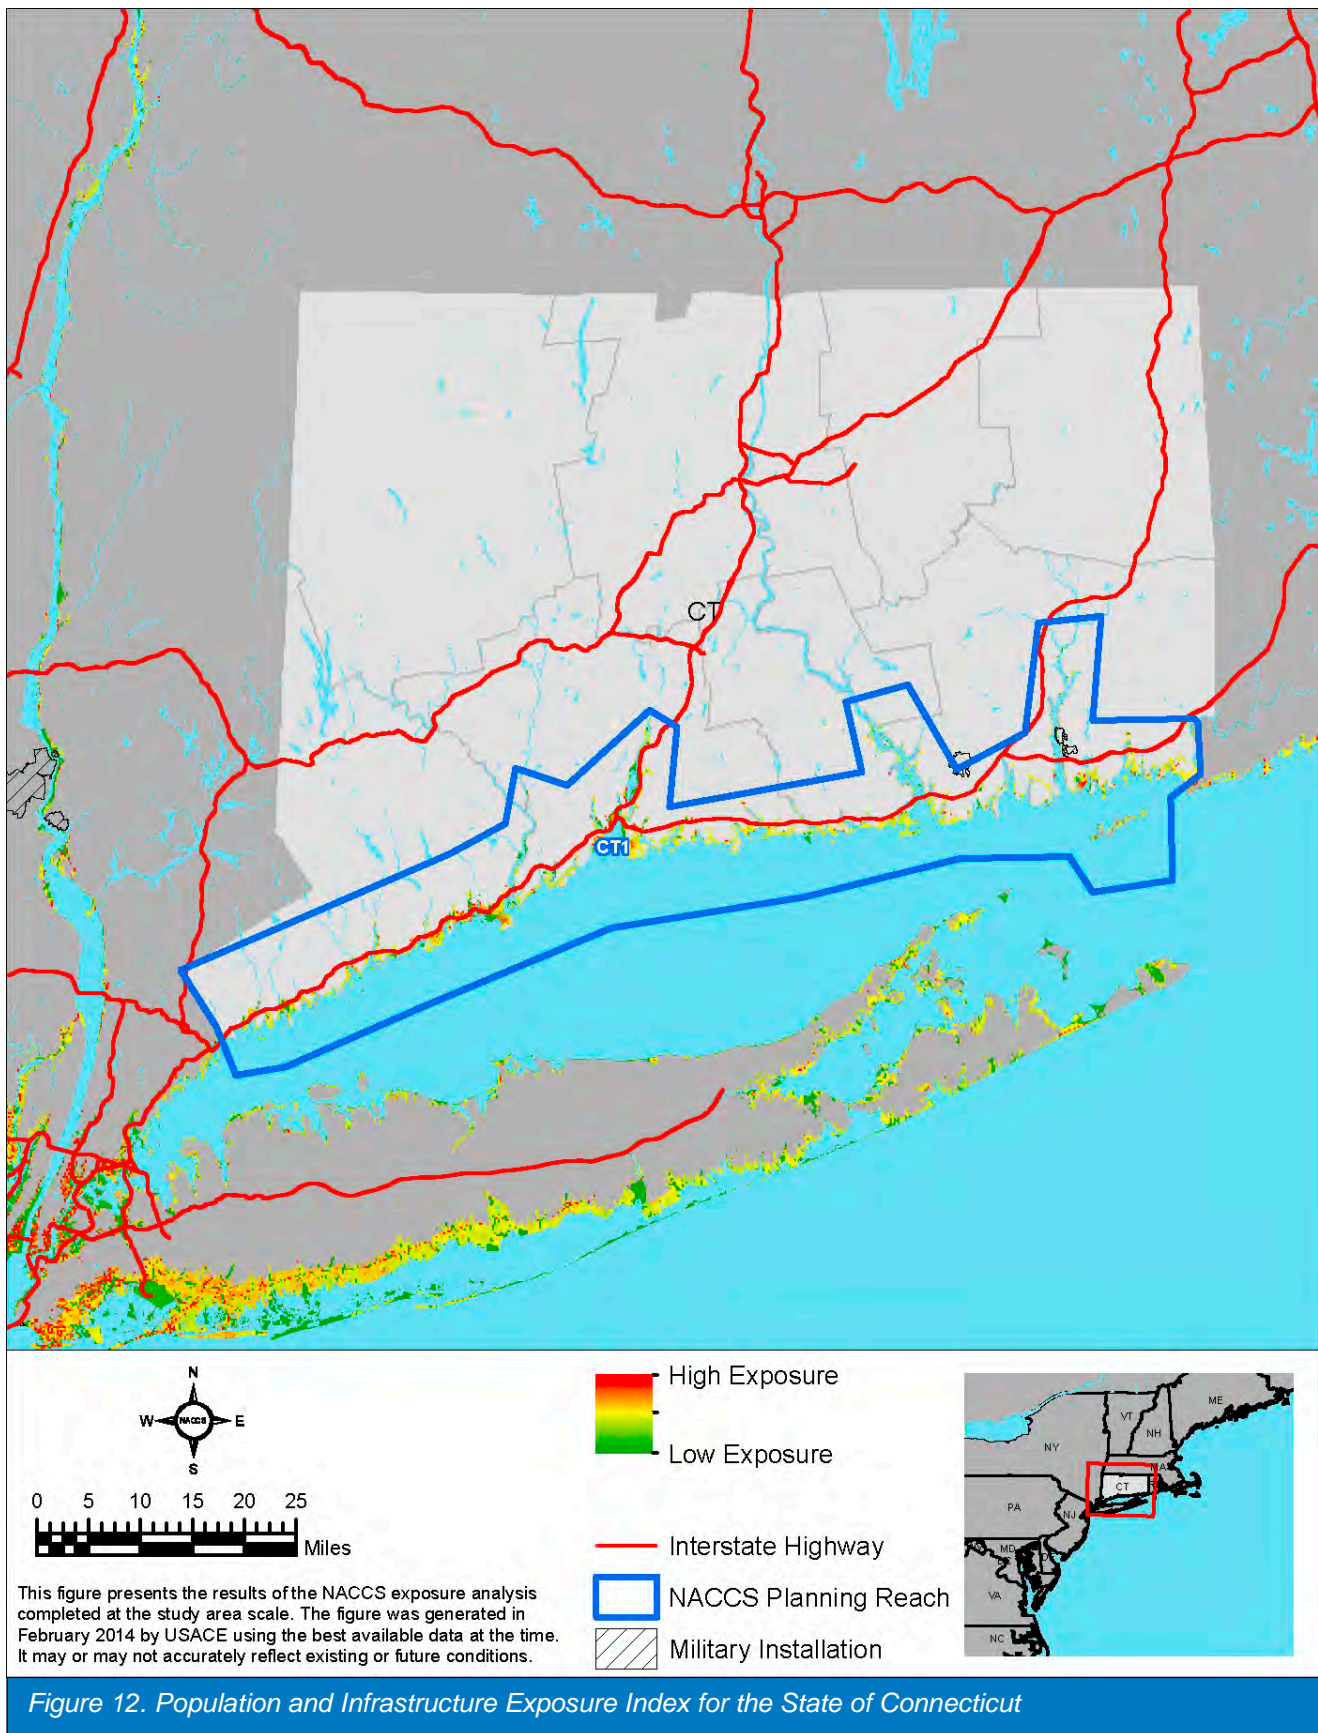 CT
CT1
N
W NACCS E
S
0 5 10 15 20 25
Miles
This figure presents the results of the NACCS exposure analysis
completed at the study area scale. The figure was generated in
February 2014 by USACE using the best available data at the time.
It may or may not accurately reflect existing or future conditions.
High Exposure
Low Exposure
Interstate Highway
NACCS Planning Reach
Military Installation
ME
VT
NH
NY
MA
CT
PA
NJ
MD
VA
NC
Figure 12. Population and Infrastructure Exposure Index for the State of Connecticut